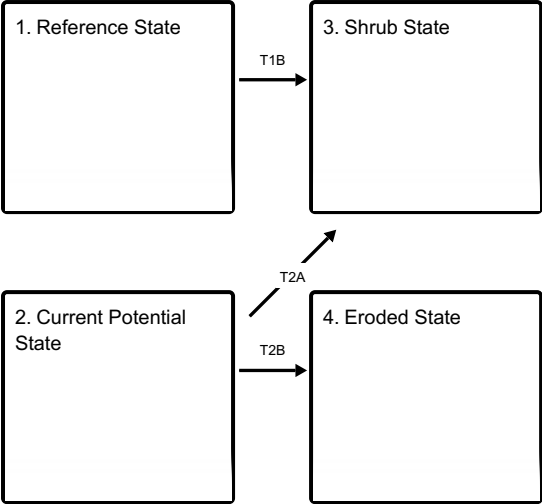 1. Reference State
3. Shrub State
T1B
T2A
2. Current Potential
State
4. Eroded State
T2B